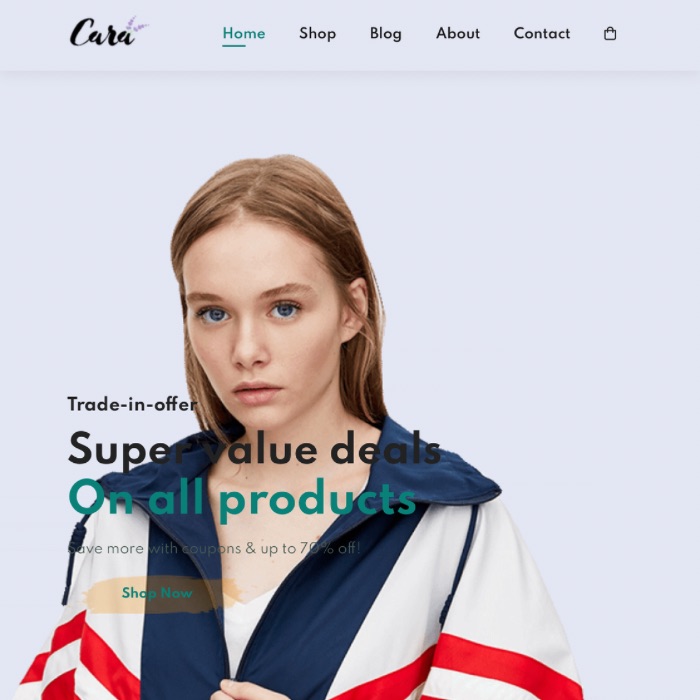 Cara
Home Shop Blog About Contact
Trade-in-offer
Super value deals
On all products
Save more with coupons & up to 70% off!
Shop Now